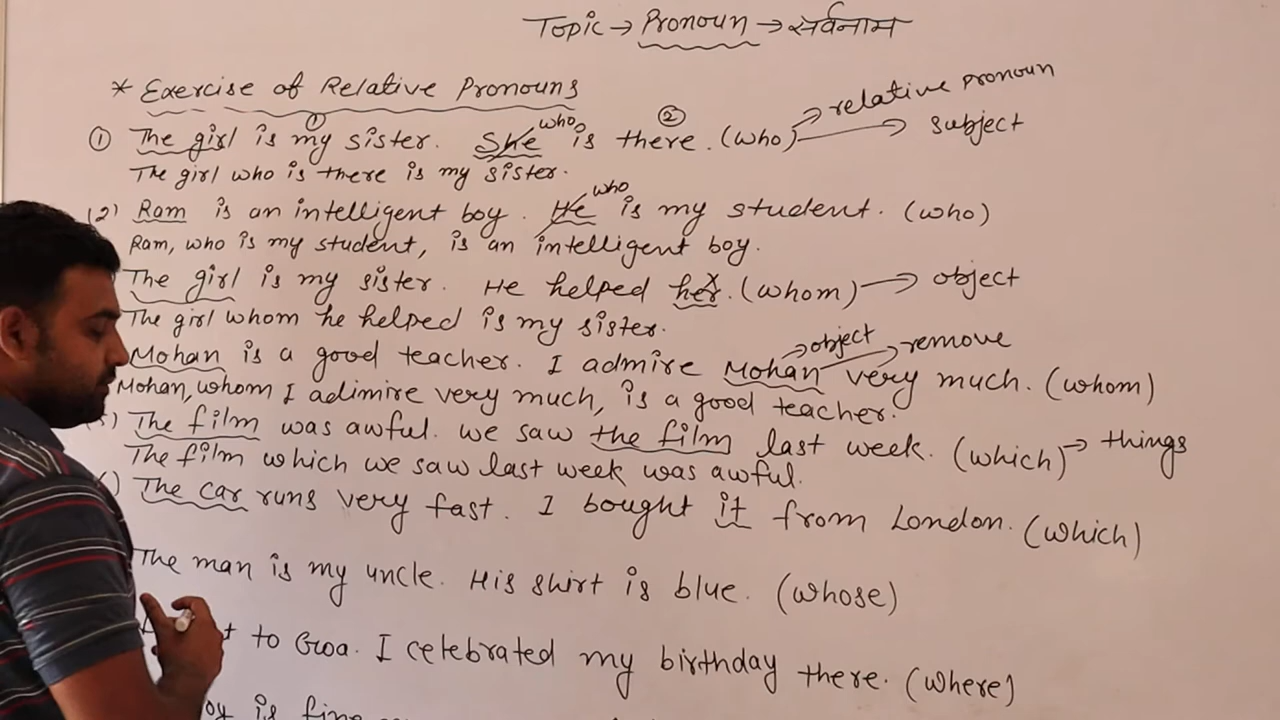 Topic → Pronoun → सर्वनाम
* Exercise of Relative Pronouns
relative pronoun
① ② who
① The girl is my sister. She is there. (who) → subject
The girl who is there is my sister.
who
(2) Ram is an intelligent boy. He is my student. (who)
Ram, who is my student, is an intelligent boy.
The girl is my sister. He helped her. (whom) → object
The girl whom he helped is my sister.
→ object → remove
Mohan is a good teacher. I admire Mohan very much. (whom)
Mohan, whom I adimire very much, is a good teacher.
The film was awful. we saw the film last week. (which) → things
The film which we saw last week was awful.
The car runs very fast. I bought it from London. (which)
The man is my uncle. His shirt is blue. (whose)
to Goa. I celebrated my birthday there. (where)
is fine